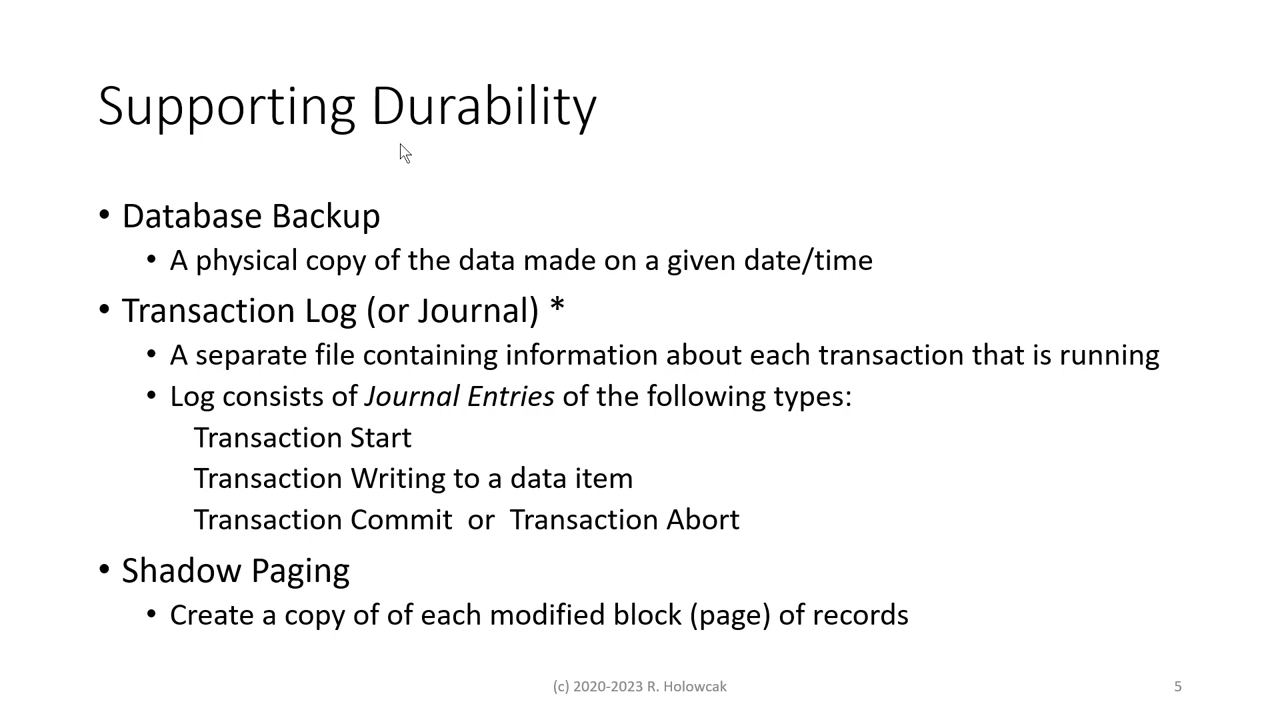 Supporting Durability
• Database Backup
• A physical copy of the data made on a given date/time
• Transaction Log (or Journal) *
• A separate file containing information about each transaction that is running
• Log consists of Journal Entries of the following types:
Transaction Start
Transaction Writing to a data item
Transaction Commit or Transaction Abort
• Shadow Paging
• Create a copy of of each modified block (page) of records
(c) 2020-2023 R. Holowcak
5